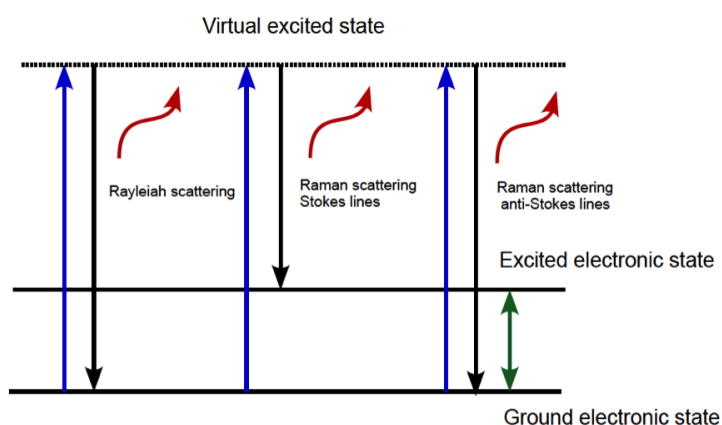 Virtual excited state
Rayleiah scattering
Raman scattering
Stokes lines
Raman scattering
anti-Stokes lines
Excited electronic state
Ground electronic state